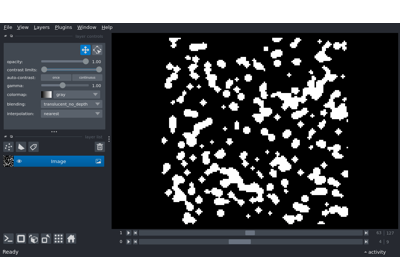 File View Layers Plugins Window Help
opacity: 1.00
contrast limits:
auto-contrast: once continuous
gamma: 1.00
colormap: gray
blending: translucent_no_depth
interpolation: nearest
Image
1
0
Ready
activity